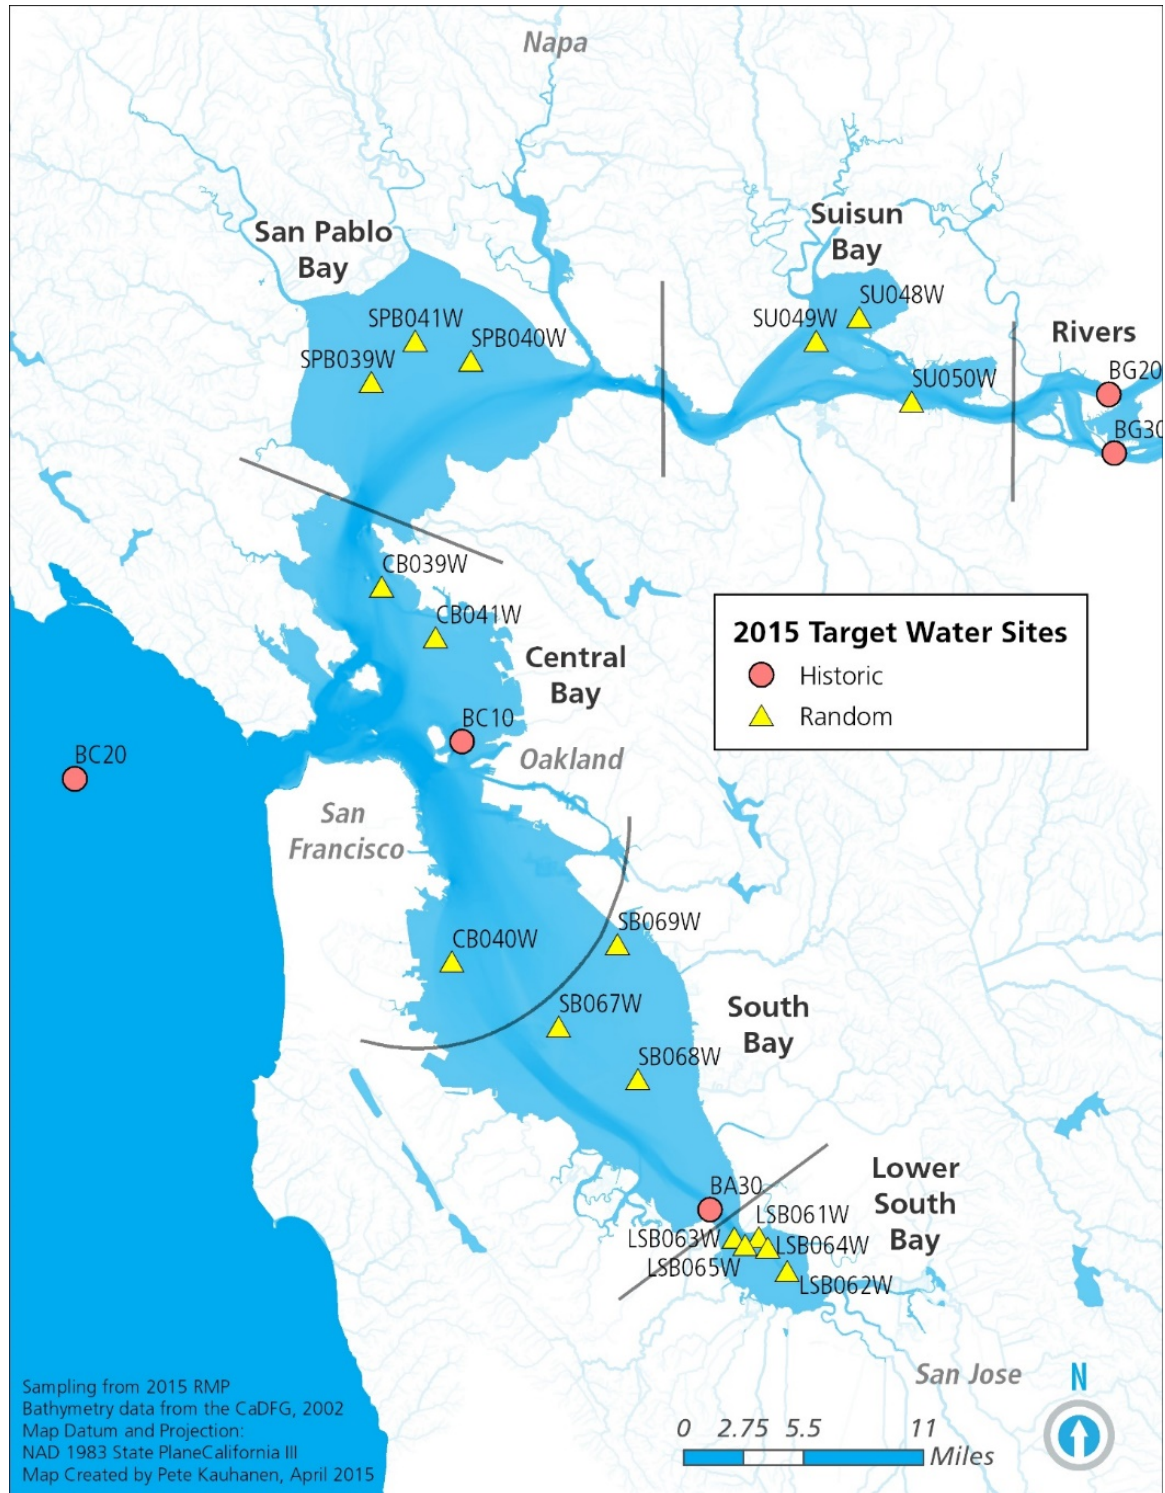 Napa
San Pablo
Bay
Suisun
Bay
SU048W
SPB041W
SU049W
SPB040W
Rivers
SPB039W
BG20
SU050W
BG30
CB039W
CB041W
2015 Target Water Sites
Historic
Random
Central
Bay
BC10
BC20
Oakland
San
Francisco
SB069W
CB040W
SB067W
South
Bay
SB068W
Lower
South
Bay
BA30
LSB061W
LSB063W
LSB064W
LSB065W
LSB062W
San Jose
N
Sampling from 2015 RMP
Bathymetry data from the CaDFG, 2002
Map Datum and Projection:
NAD 1983 State PlaneCalifornia III
Map Created by Pete Kauhanen, April 2015
0 2.75 5.5 11
Miles